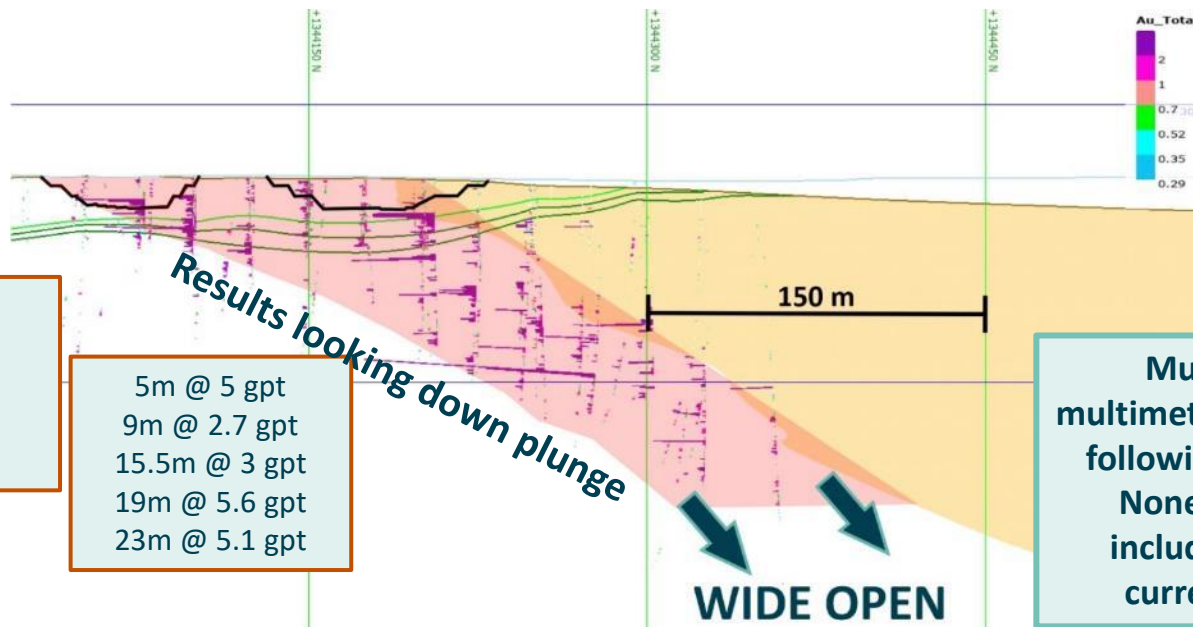 +1344150 N
+1344300 N
+1344450 N
Au_Tota
2
1
0.7
0.52
0.35
0.29
150 m
Results looking down plunge
5m @ 5 gpt
9m @ 2.7 gpt
15.5m @ 3 gpt
19m @ 5.6 gpt
23m @ 5.1 gpt
Mu
multimet
followi
None
includ
curre
WIDE OPEN